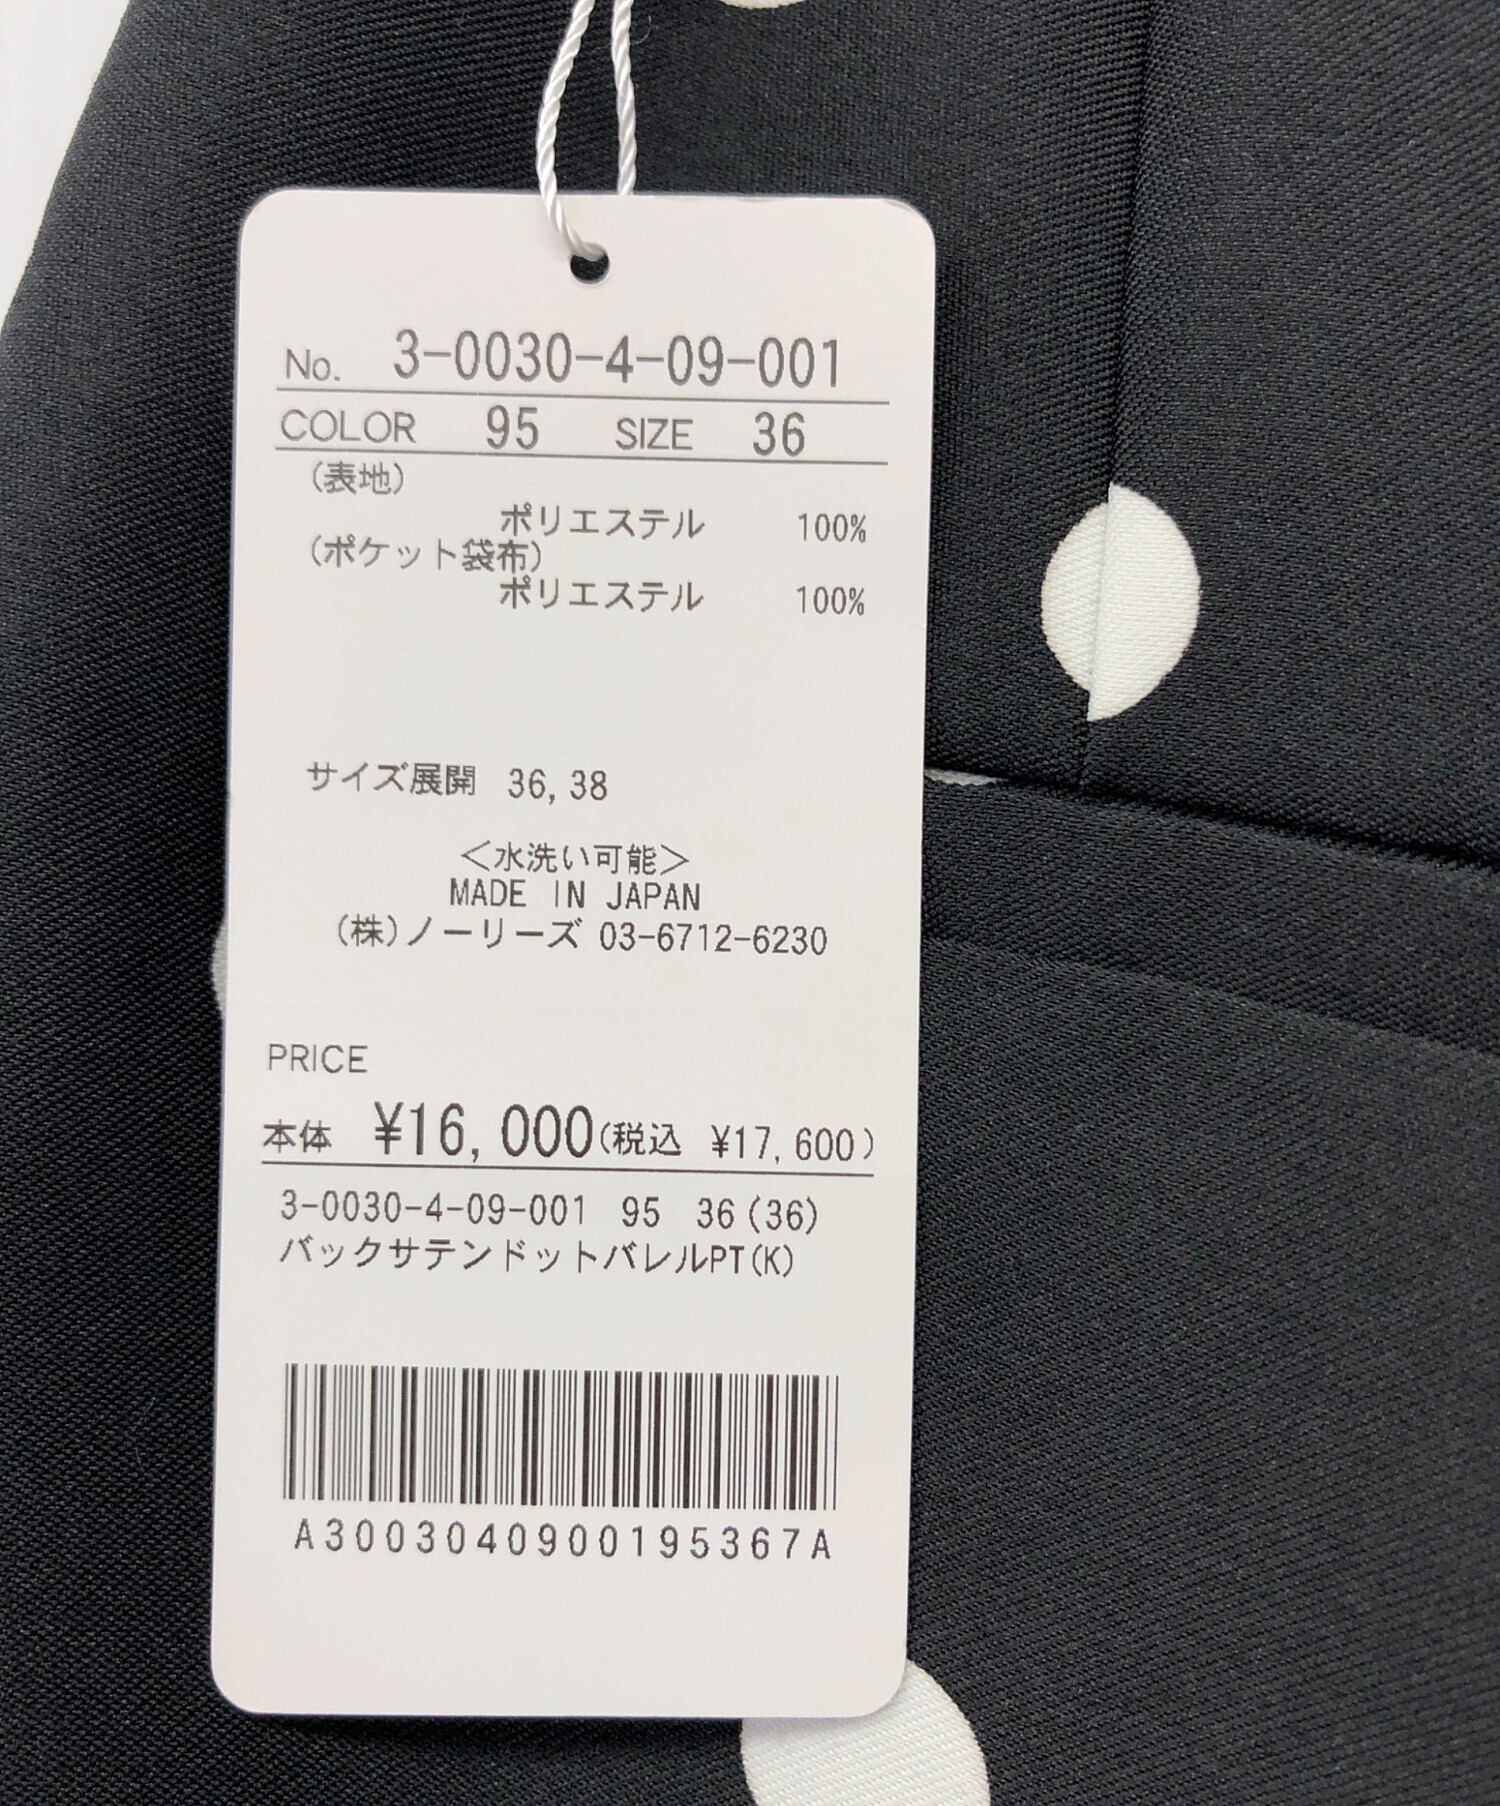 No. 3-0030-4-09-001
COLOR 95 SIZE 36
(表地)
ポリエステル 100%
(ポケット袋布)
ポリエステル 100%
サイズ展開 36,38
<水洗い可能>
MADE IN JAPAN
(株)ノーリーズ 03-6712-6230
PRICE
本体 ¥16,000(税込 ¥17,600)
3-0030-4-09-001 95 36(36)
バックサテンドットバレルPT(K)
A3003040900195367A